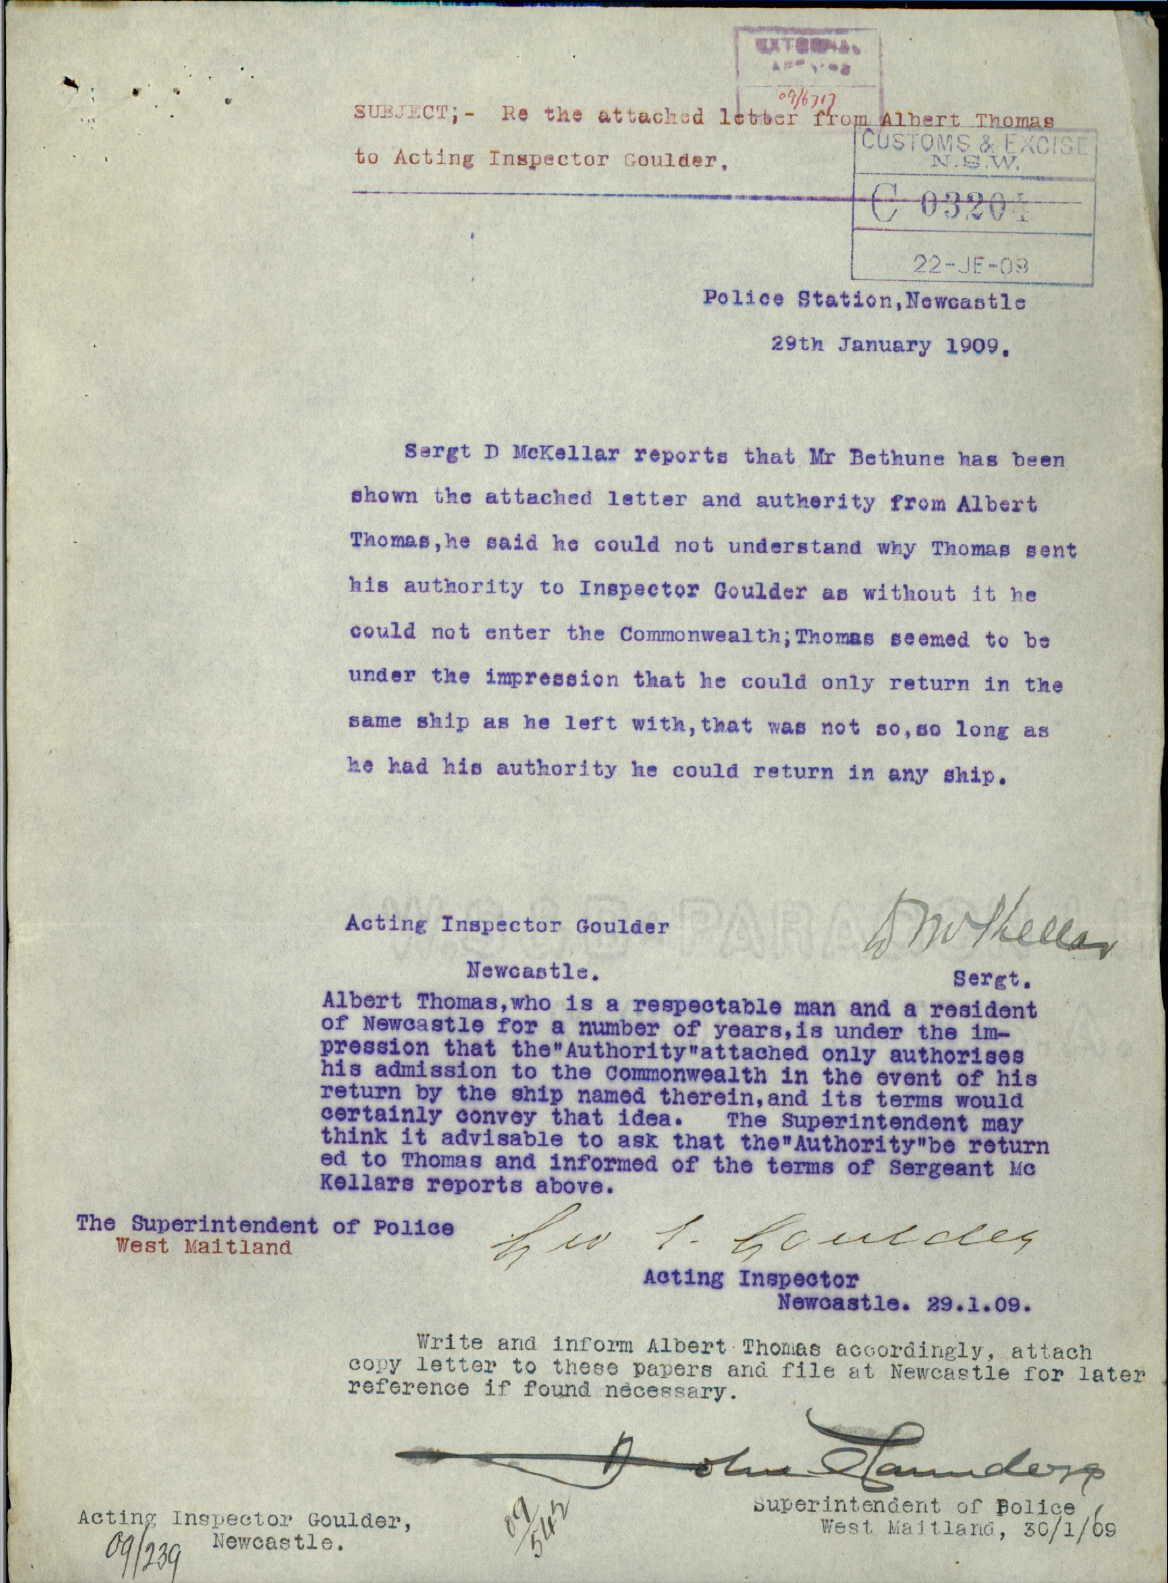 EXTERNAL
09/6717
SUBJECT;- Re the attached letter from Albert Thomas
to Acting Inspector Goulder.
CUSTOMS & EXCISE
N.S.W.
C 03204
22-JE-09
Police Station,Newcastle
29th January 1909.
Sergt D McKellar reports that Mr Bethune has been
shown the attached letter and autherity from Albert
Thomas,he said he could not understand why Thomas sent
his authority to Inspector Goulder as without it he
could not enter the Commonwealth;Thomas seemed to be
under the impression that he could only return in the
same ship as he left with,that was not so,so long as
he had his authority he could return in any ship.
Acting Inspector Goulder
D McKellar
Newcastle.
Sergt.
Albert Thomas,who is a respectable man and a resident
of Newcastle for a number of years,is under the im-
pression that the"Authority"attached only authorises
his admission to the Commonwealth in the event of his
return by the ship named therein,and its terms would
certainly convey that idea. The Superintendent may
think it advisable to ask that the"Authority"be return
ed to Thomas and informed of the terms of Sergeant Mc
Kellars reports above.
The Superintendent of Police
West Maitland
Geo S. Goulder
Acting Inspector
Newcastle. 29.1.09.
Write and inform Albert Thomas accordingly, attach
copy letter to these papers and file at Newcastle for later
reference if found necessary.
John Saunders
Superintendent of Police
West Maitland, 30/1/09
Acting Inspector Goulder,
Newcastle.
09/239
09/542